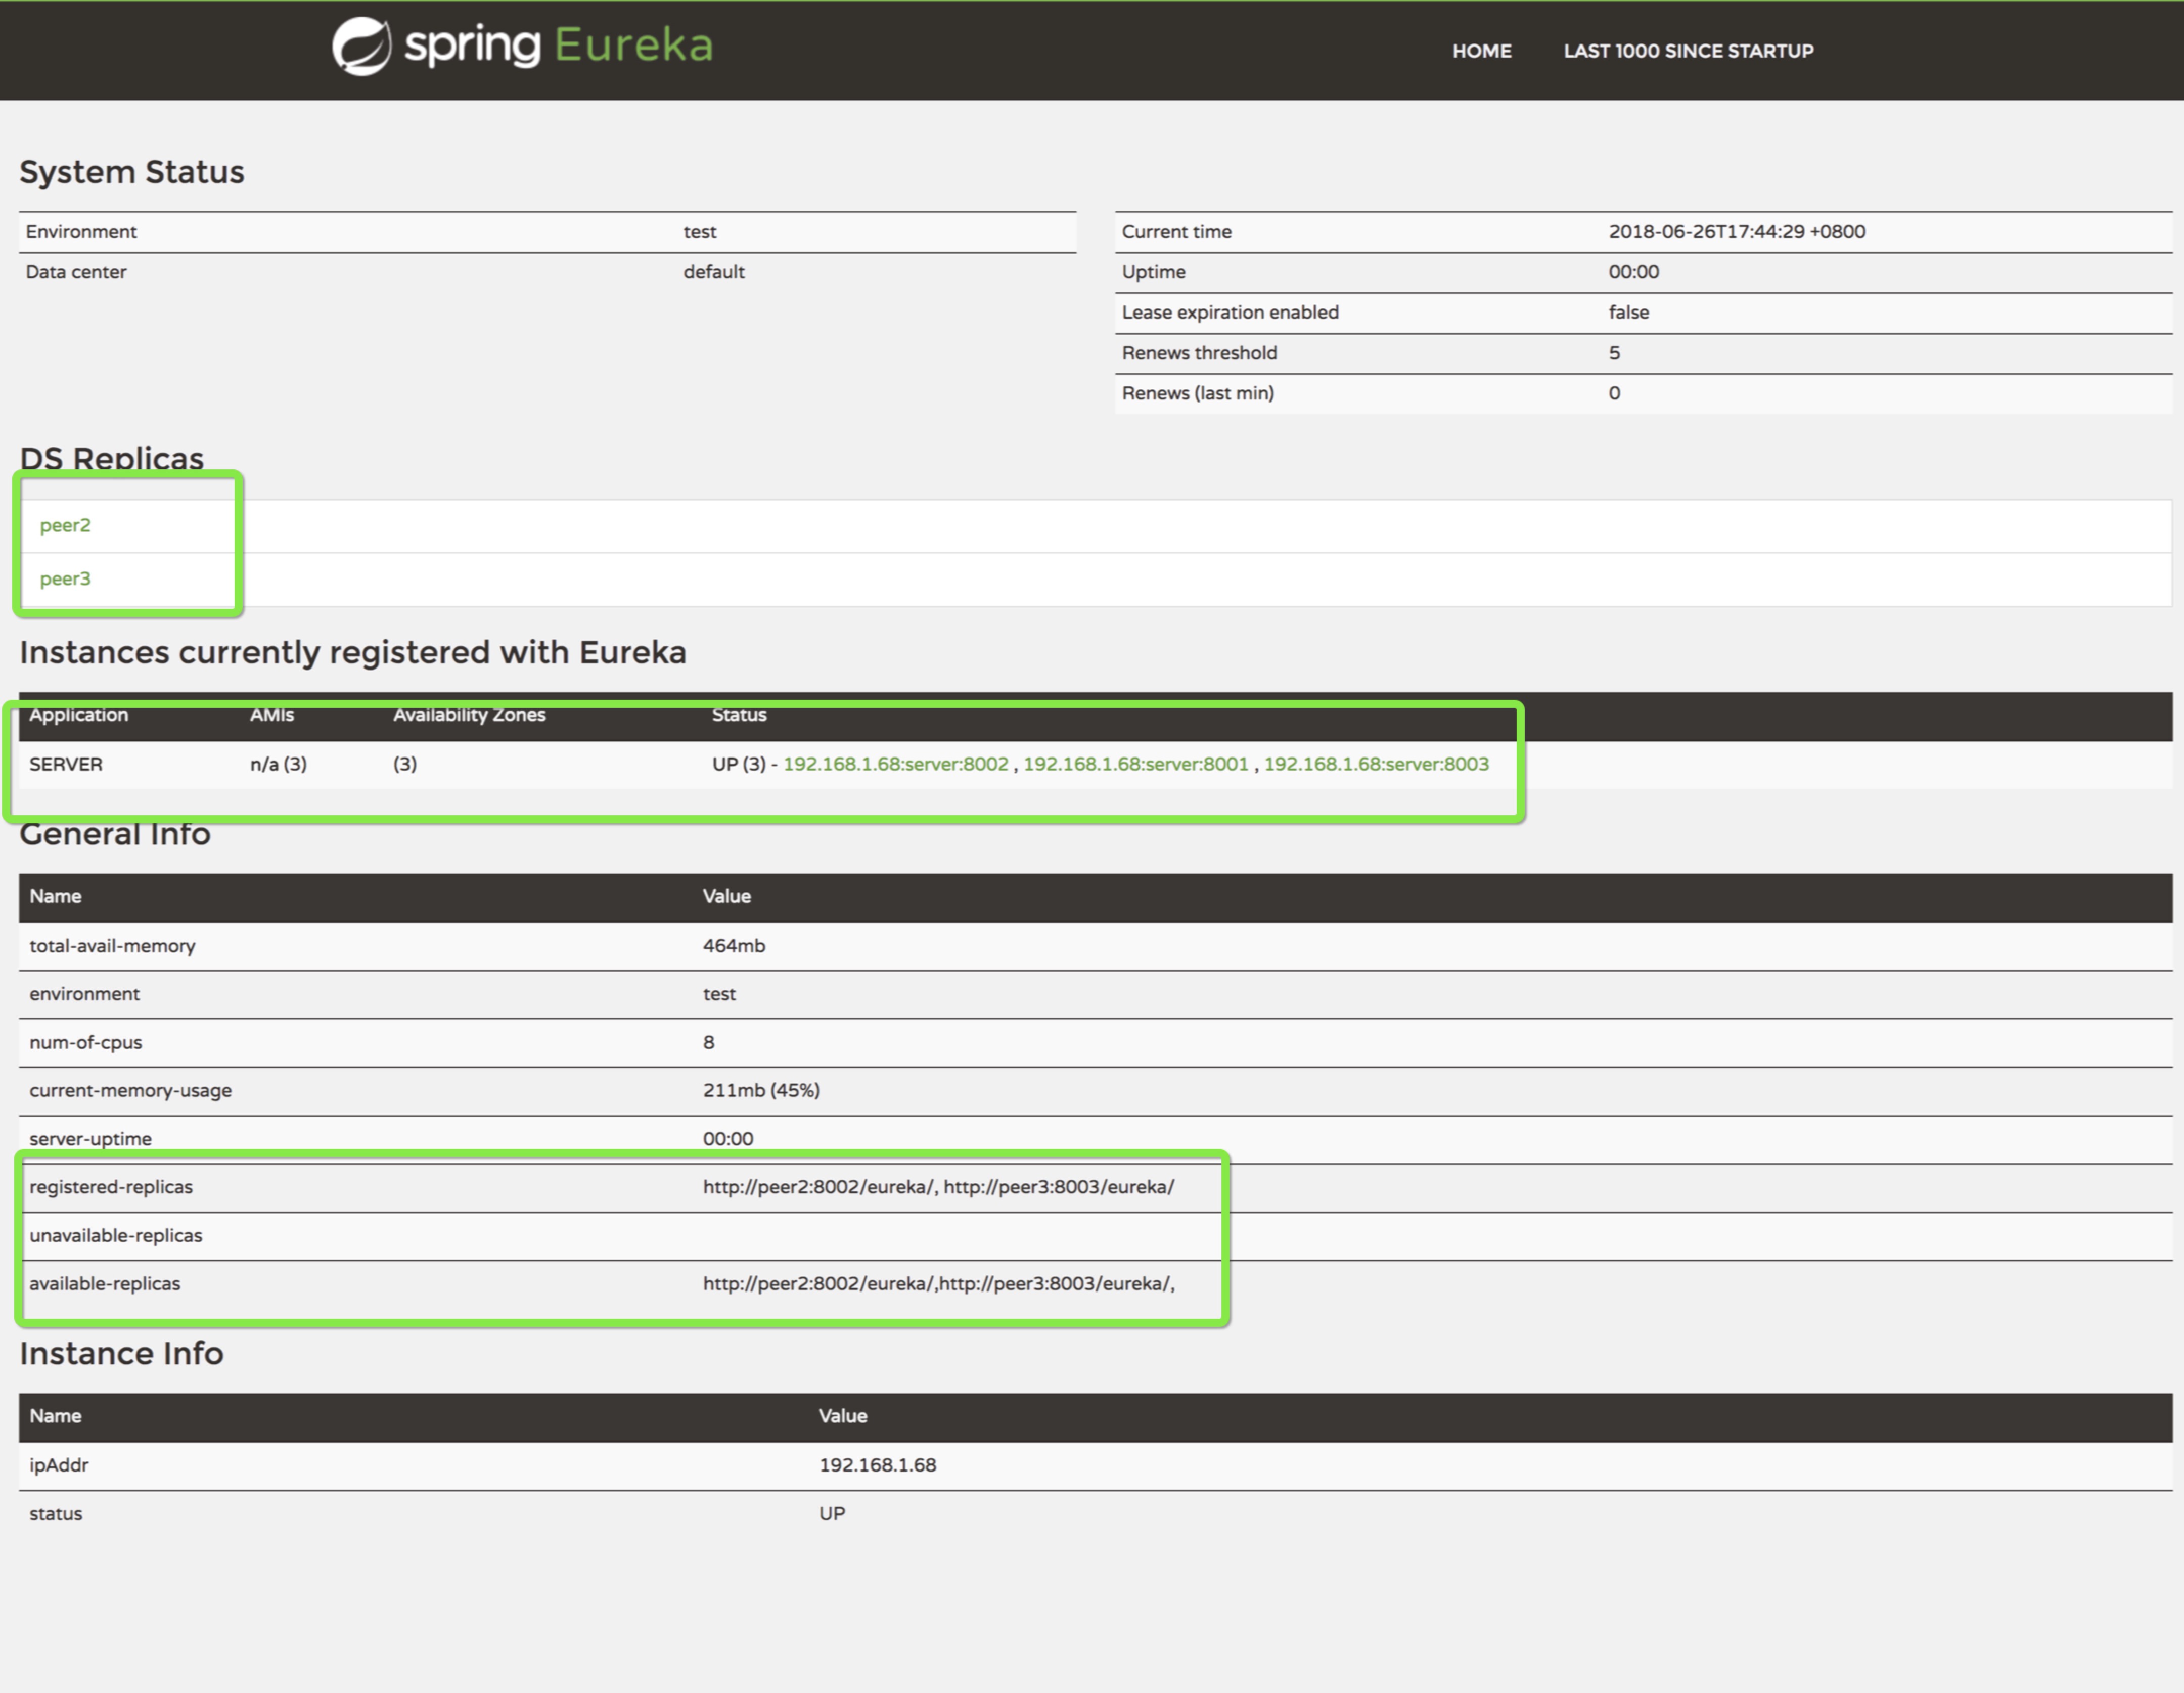 spring Eureka
HOME LAST 1000 SINCE STARTUP
System Status
Environment test
Data center default
Current time 2018-06-26T17:44:29 +0800
Uptime 00:00
Lease expiration enabled false
Renews threshold 5
Renews (last min) 0
DS Replicas
peer2
peer3
Instances currently registered with Eureka
Application AMIs Availability Zones Status
SERVER n/a (3) (3) UP (3) - 192.168.1.68:server:8002 , 192.168.1.68:server:8001 , 192.168.1.68:server:8003
General Info
Name Value
total-avail-memory 464mb
environment test
num-of-cpus 8
current-memory-usage 211mb (45%)
server-uptime 00:00
registered-replicas http://peer2:8002/eureka/, http://peer3:8003/eureka/
unavailable-replicas
available-replicas http://peer2:8002/eureka/,http://peer3:8003/eureka/,
Instance Info
Name Value
ipAddr 192.168.1.68
status UP